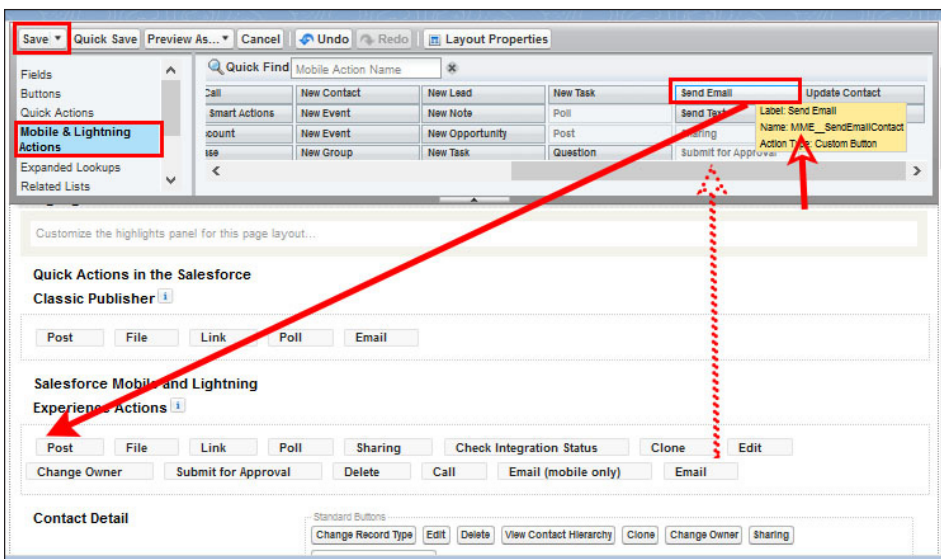 Save Quick Save Preview As... Cancel Undo Redo Layout Properties
Fields
Buttons
Quick Actions
Mobile & Lightning
Actions
Expanded Lookups
Related Lists
Quick Find Mobile Action Name
Call New Contact New Lead New Task Send Email Update Contact
Smart Actions New Event New Note Poll Send Text
count New Event New Opportunity Post Sharing
ase New Group New Task Question Submit for Approval
Label: Send Email
Name: MME__SendEmailContact
Action Type: Custom Button
Customize the highlights panel for this page layout...
Quick Actions in the Salesforce
Classic Publisher i
Post File Link Poll Email
Salesforce Mobile and Lightning
Experience Actions i
Post File Link Poll Sharing Check Integration Status Clone Edit
Change Owner Submit for Approval Delete Call Email (mobile only) Email
Contact Detail
Standard Buttons
Change Record Type Edit Delete View Contact Hierarchy Clone Change Owner Sharing